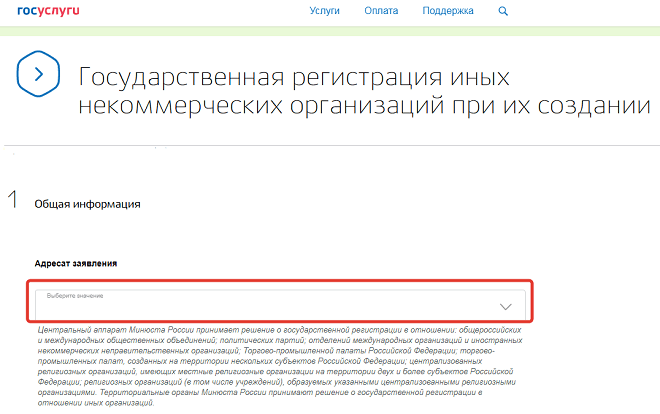 госуслуги
Услуги Оплата Поддержка
Государственная регистрация иных
некоммерческих организаций при их создании
1 Общая информация
Адресат заявления
Выберите значение
Центральный аппарат Минюста России принимает решение о государственной регистрации в отношении: общероссийских
и международных общественных объединений; политических партий; отделений международных организаций и иностранных
некоммерческих неправительственных организаций; Торгово-промышленной палаты Российской Федерации; торгово-
промышленных палат, созданных на территории нескольких субъектов Российской Федерации; централизованных
религиозных организаций, имеющих местные религиозные организации на территории двух и более субъектов Российской
Федерации; религиозных организаций (в том числе учреждений), образуемых указанными централизованными религиозными
организациями. Территориальные органы Минюста России принимают решение о государственной регистрации в
отношении иных организаций.